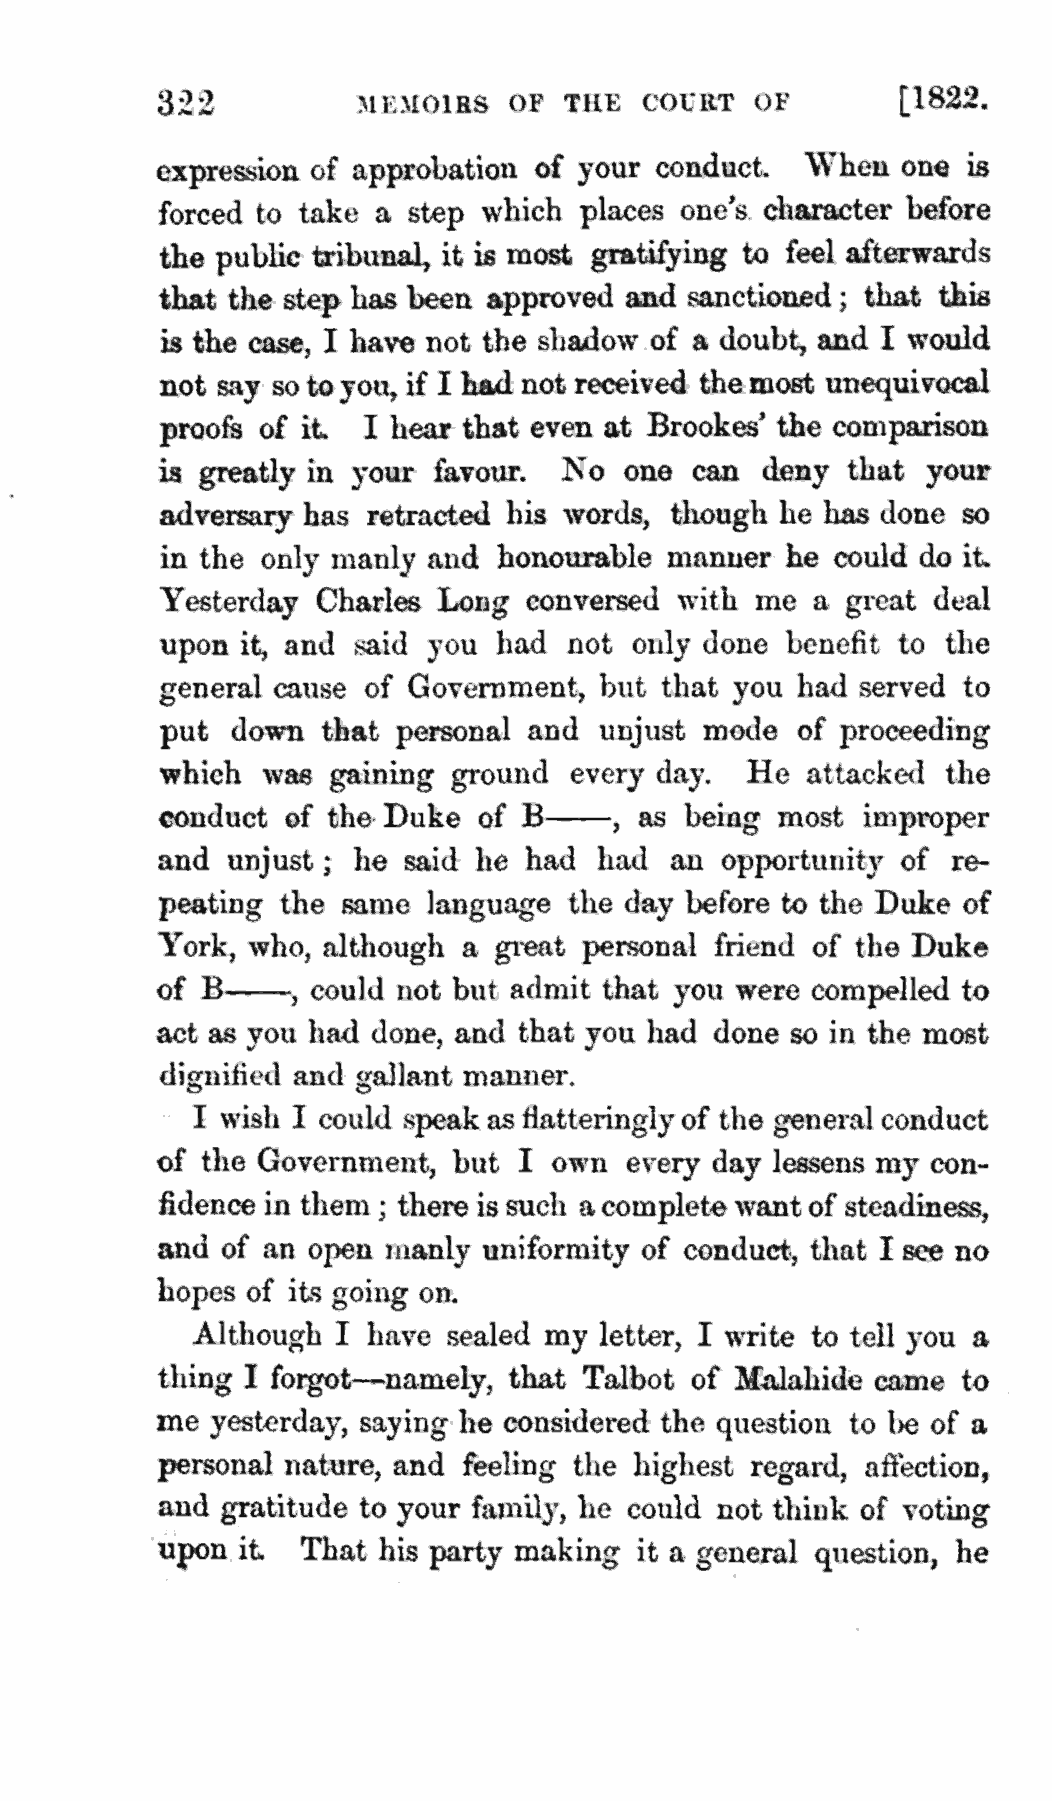 322 MEMOIRS OF THE COURT OF [1822.
expression of approbation of your conduct. When one is
forced to take a step which places one's character before
the public tribunal, it is most gratifying to feel afterwards
that the step has been approved and sanctioned; that this
is the case, I have not the shadow of a doubt, and I would
not say so to you, if I had not received the most unequivocal
proofs of it. I hear that even at Brookes' the comparison
is greatly in your favour. No one can deny that your
adversary has retracted his words, though he has done so
in the only manly and honourable manner he could do it.
Yesterday Charles Long conversed with me a great deal
upon it, and said you had not only done benefit to the
general cause of Government, but that you had served to
put down that personal and unjust mode of proceeding
which was gaining ground every day. He attacked the
conduct of the Duke of B——, as being most improper
and unjust; he said he had had an opportunity of re-
peating the same language the day before to the Duke of
York, who, although a great personal friend of the Duke
of B——, could not but admit that you were compelled to
act as you had done, and that you had done so in the most
dignified and gallant manner.
I wish I could speak as flatteringly of the general conduct
of the Government, but I own every day lessens my con-
fidence in them; there is such a complete want of steadiness,
and of an open manly uniformity of conduct, that I see no
hopes of its going on.
Although I have sealed my letter, I write to tell you a
thing I forgot—namely, that Talbot of Malahide came to
me yesterday, saying he considered the question to be of a
personal nature, and feeling the highest regard, affection,
and gratitude to your family, he could not think of voting
upon it. That his party making it a general question, he